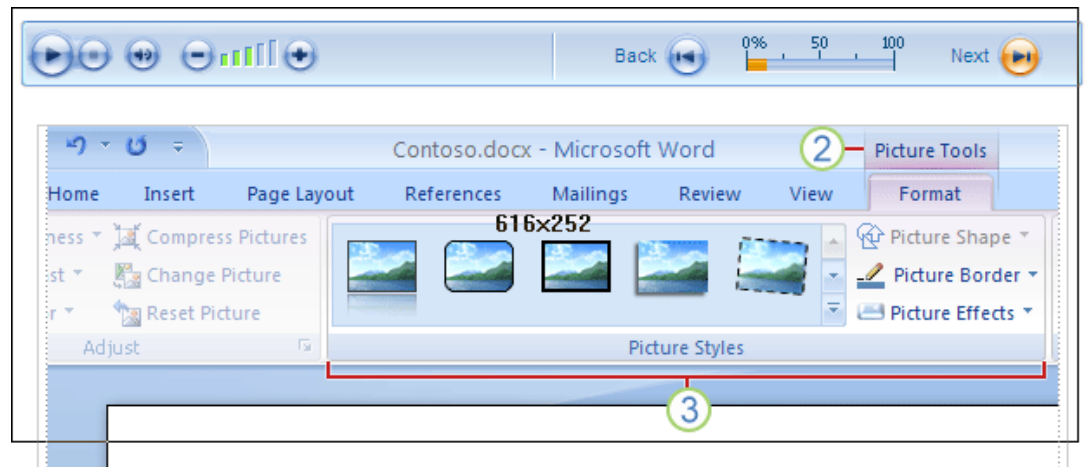 Back 0% 50 100 Next
Contoso.docx - Microsoft Word 2 Picture Tools
Home Insert Page Layout References Mailings Review View Format
616x252
ness Compress Pictures Picture Shape
st Change Picture Picture Border
r Reset Picture Picture Effects
Adjust Picture Styles
3